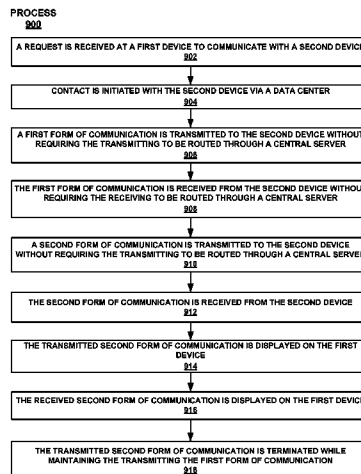 PROCESS
900
A REQUEST IS RECEIVED AT A FIRST DEVICE TO COMMUNICATE WITH A SECOND DEVICE
902
CONTACT IS INITIATED WITH THE SECOND DEVICE VIA A DATA CENTER
904
A FIRST FORM OF COMMUNICATION IS TRANSMITTED TO THE SECOND DEVICE WITHOUT
REQUIRING THE TRANSMITTING TO BE ROUTED THROUGH A CENTRAL SERVER
906
THE FIRST FORM OF COMMUNICATION IS RECEIVED FROM THE SECOND DEVICE WITHOUT
REQUIRING THE RECEIVING TO BE ROUTED THROUGH A CENTRAL SERVER
908
A SECOND FORM OF COMMUNICATION IS TRANSMITTED TO THE SECOND DEVICE
WITHOUT REQUIRING THE TRANSMITTING TO BE ROUTED THROUGH A CENTRAL SERVER
910
THE SECOND FORM OF COMMUNICATION IS RECEIVED FROM THE SECOND DEVICE
912
THE TRANSMITTED SECOND FORM OF COMMUNICATION IS DISPLAYED ON THE FIRST
DEVICE
914
THE RECEIVED SECOND FORM OF COMMUNICATION IS DISPLAYED ON THE FIRST DEVICE
916
THE TRANSMITTED SECOND FORM OF COMMUNICATION IS TERMINATED WHILE
MAINTAINING THE TRANSMITTING THE FIRST FORM OF COMMUNICATION
918